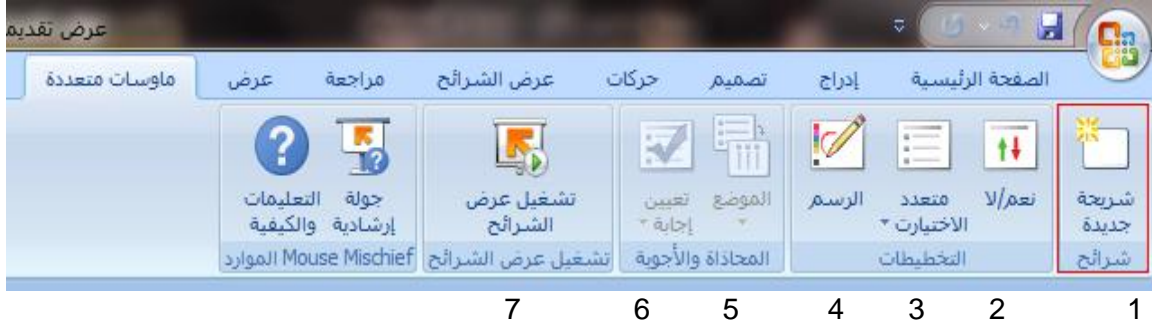 عرض تقديم
الصفحة الرئيسية إدراج تصميم حركات عرض الشرائح مراجعة عرض ماوسات متعددة
شريحة جديدة
نعم/لا
متعدد الاختيارات
الرسم
الموضع
تعيين إجابة
تشغيل عرض الشرائح
جولة إرشادية
التعليمات والكيفية
شرائح التخطيطات المحاذاة والأجوبة تشغيل عرض الشرائح الموارد Mouse Mischief
1 2 3 4 5 6 7